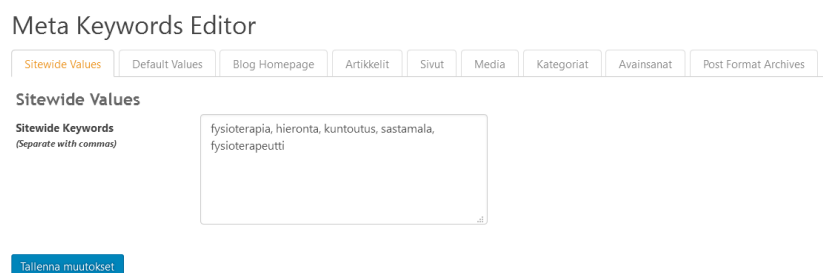 Meta Keywords Editor
Sitewide Values Default Values Blog Homepage Artikkelit Sivut Media Kategoriat Avainsanat Post Format Archives
Sitewide Values
Sitewide Keywords
(Separate with commas)
fysioterapia, hieronta, kuntoutus, sastamala,
fysioterapeutti
Tallenna muutokset